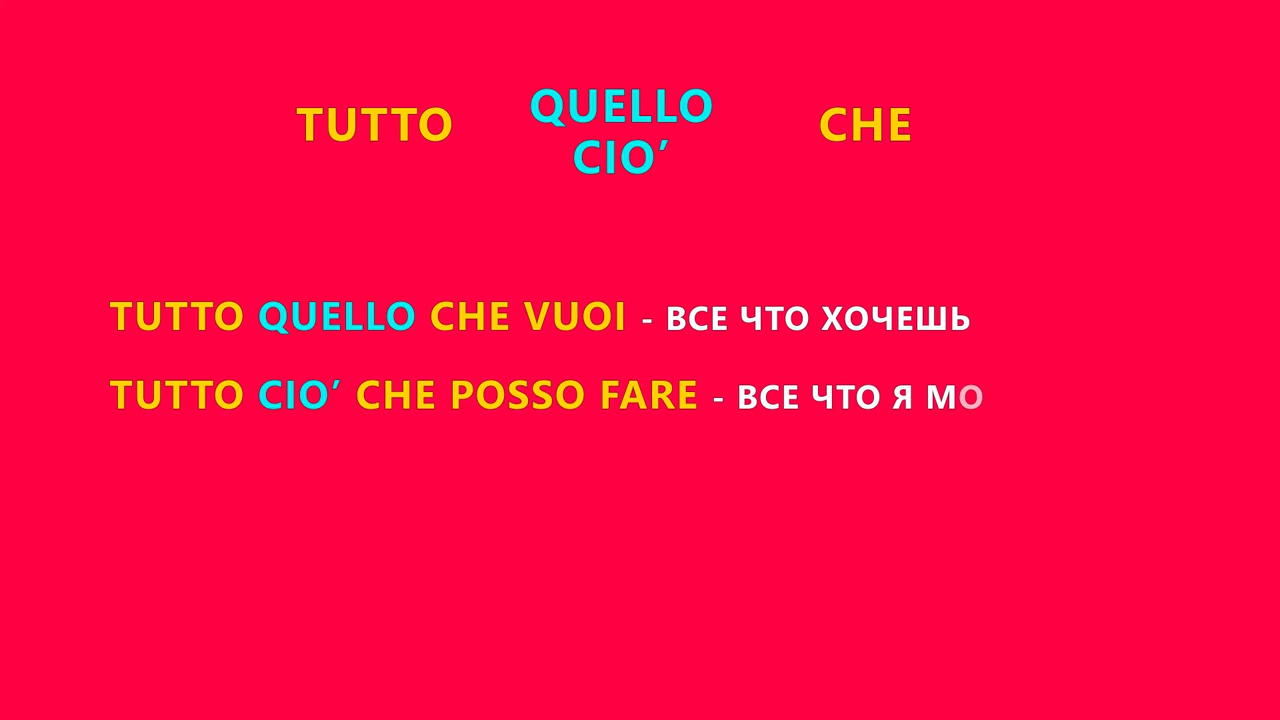 TUTTO QUELLO CHE
CIO’
TUTTO QUELLO CHE VUOI - ВСЕ ЧТО ХОЧЕШЬ
TUTTO CIO’ CHE POSSO FARE - ВСЕ ЧТО Я МО